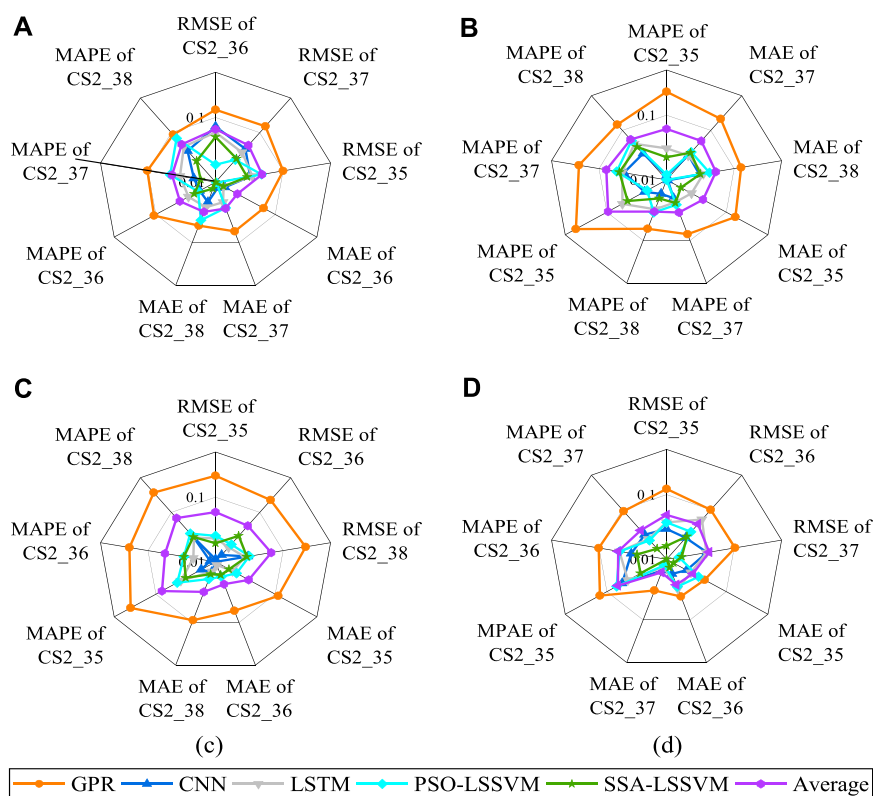 A
RMSE of
CS2_36
RMSE of
CS2_37
RMSE of
CS2_35
MAE of
CS2_36
MAE of
CS2_37
MAE of
CS2_38
MAPE of
CS2_36
MAPE of
CS2_37
MAPE of
CS2_38
0.1
0.01
B
MAPE of
CS2_35
MAE of
CS2_37
MAE of
CS2_38
MAE of
CS2_35
MAPE of
CS2_37
MAPE of
CS2_38
MAPE of
CS2_35
MAPE of
CS2_37
MAPE of
CS2_38
0.1
0.01
C
RMSE of
CS2_35
RMSE of
CS2_36
RMSE of
CS2_38
MAE of
CS2_35
MAE of
CS2_36
MAE of
CS2_38
MAPE of
CS2_35
MAPE of
CS2_36
MAPE of
CS2_38
0.1
0.01
(c)
D
RMSE of
CS2_35
RMSE of
CS2_36
RMSE of
CS2_37
MAE of
CS2_35
MAE of
CS2_36
MAE of
CS2_37
MPAE of
CS2_35
MAPE of
CS2_36
MAPE of
CS2_37
0.1
0.01
(d)
GPR CNN LSTM PSO-LSSVM SSA-LSSVM Average